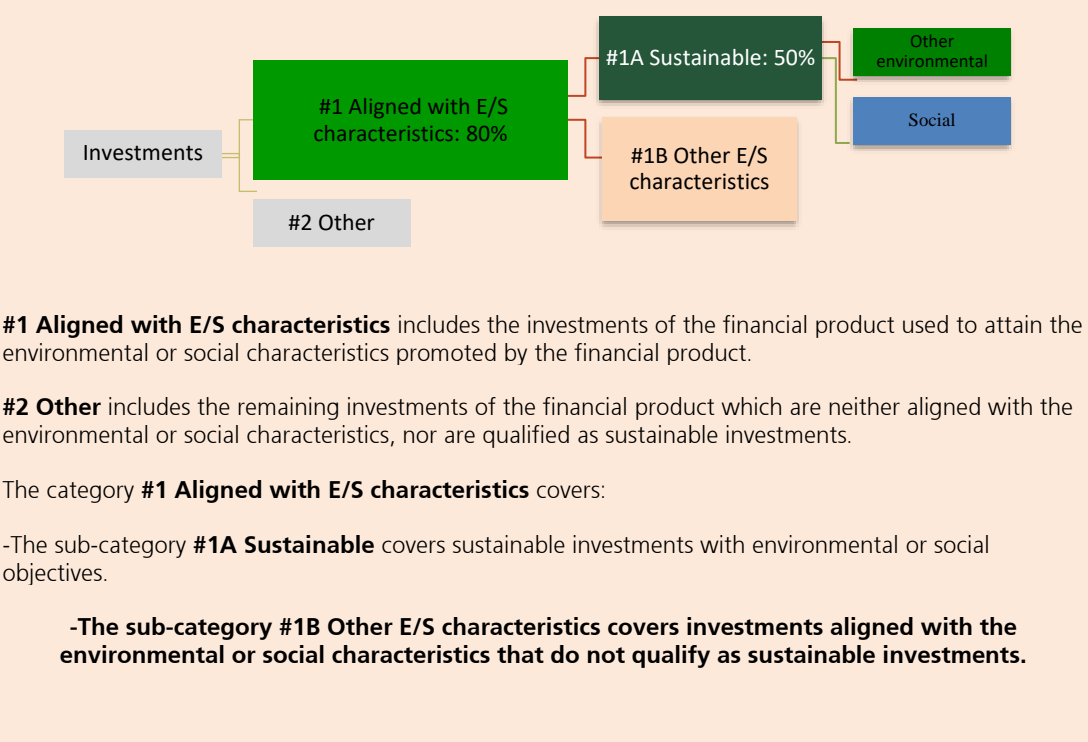 Investments
#1 Aligned with E/S
characteristics: 80%
#2 Other
#1A Sustainable: 50%
#1B Other E/S
characteristics
Other
environmental
Social
#1 Aligned with E/S characteristics includes the investments of the financial product used to attain the
environmental or social characteristics promoted by the financial product.
#2 Other includes the remaining investments of the financial product which are neither aligned with the
environmental or social characteristics, nor are qualified as sustainable investments.
The category #1 Aligned with E/S characteristics covers:
-The sub-category #1A Sustainable covers sustainable investments with environmental or social
objectives.
-The sub-category #1B Other E/S characteristics covers investments aligned with the
environmental or social characteristics that do not qualify as sustainable investments.